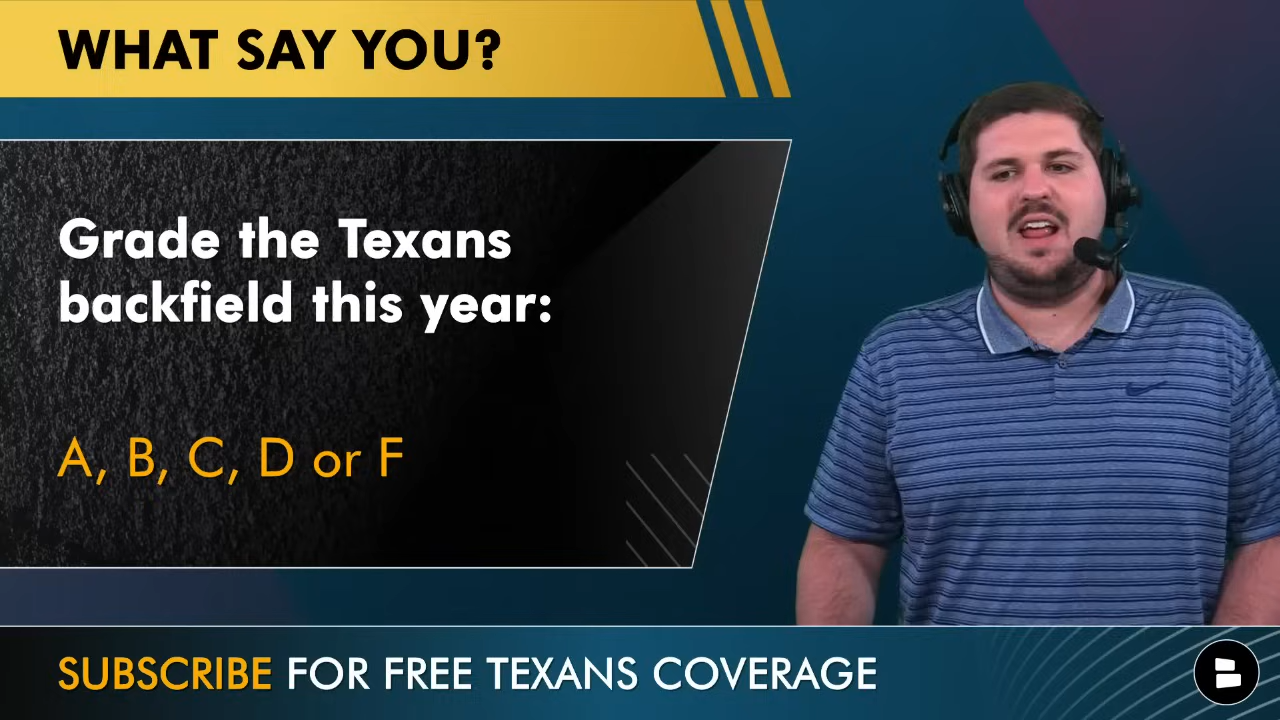 WHAT SAY YOU?
Grade the Texans
backfield this year:
A, B, C, D or F
SUBSCRIBE FOR FREE TEXANS COVERAGE